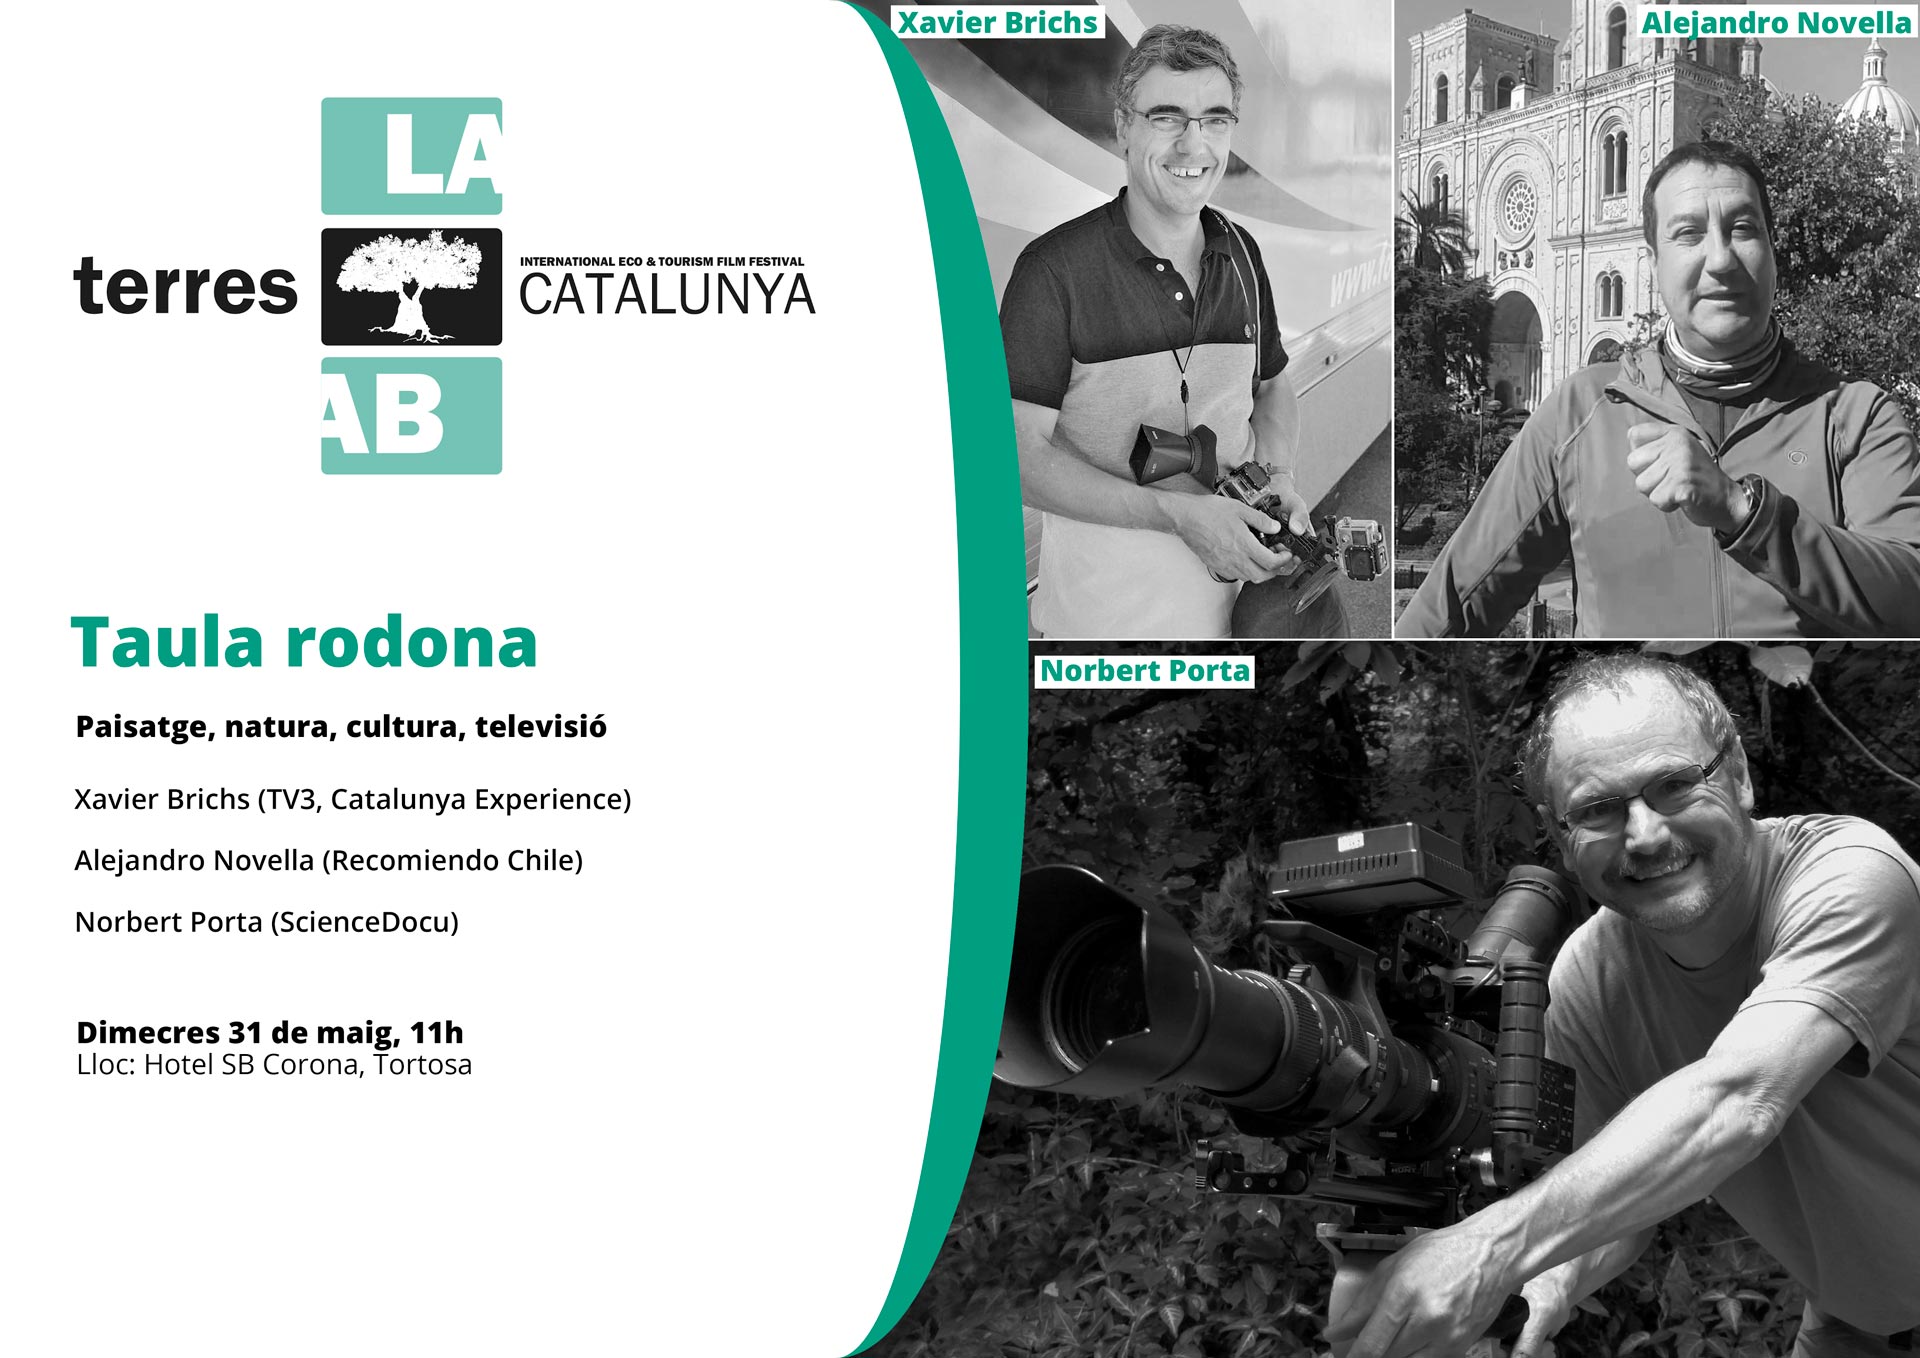 LA
terres
INTERNATIONAL ECO & TOURISM FILM FESTIVAL
CATALUNYA
AB
Taula rodona
Paisatge, natura, cultura, televisió
Xavier Brichs (TV3, Catalunya Experience)
Alejandro Novella (Recomiendo Chile)
Norbert Porta (ScienceDocu)
Dimecres 31 de maig, 11h
Lloc: Hotel SB Corona, Tortosa
Xavier Brichs
Alejandro Novella
Norbert Porta